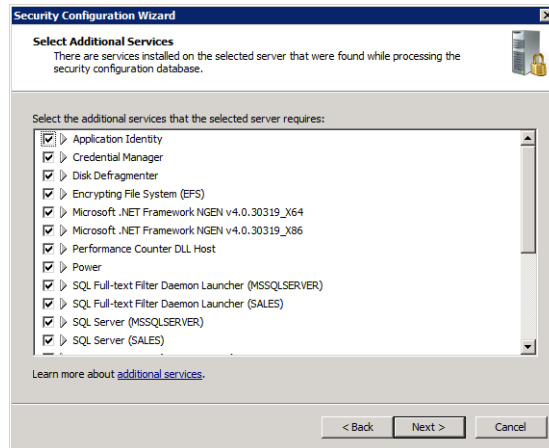 Security Configuration Wizard
Select Additional Services
There are services installed on the selected server that were found while processing the
security configuration database.
Select the additional services that the selected server requires:
Application Identity
Credential Manager
Disk Defragmenter
Encrypting File System (EFS)
Microsoft .NET Framework NGEN v4.0.30319_X64
Microsoft .NET Framework NGEN v4.0.30319_X86
Performance Counter DLL Host
Power
SQL Full-text Filter Daemon Launcher (MSSQLSERVER)
SQL Full-text Filter Daemon Launcher (SALES)
SQL Server (MSSQLSERVER)
SQL Server (SALES)
Learn more about additional services.
< Back Next > Cancel